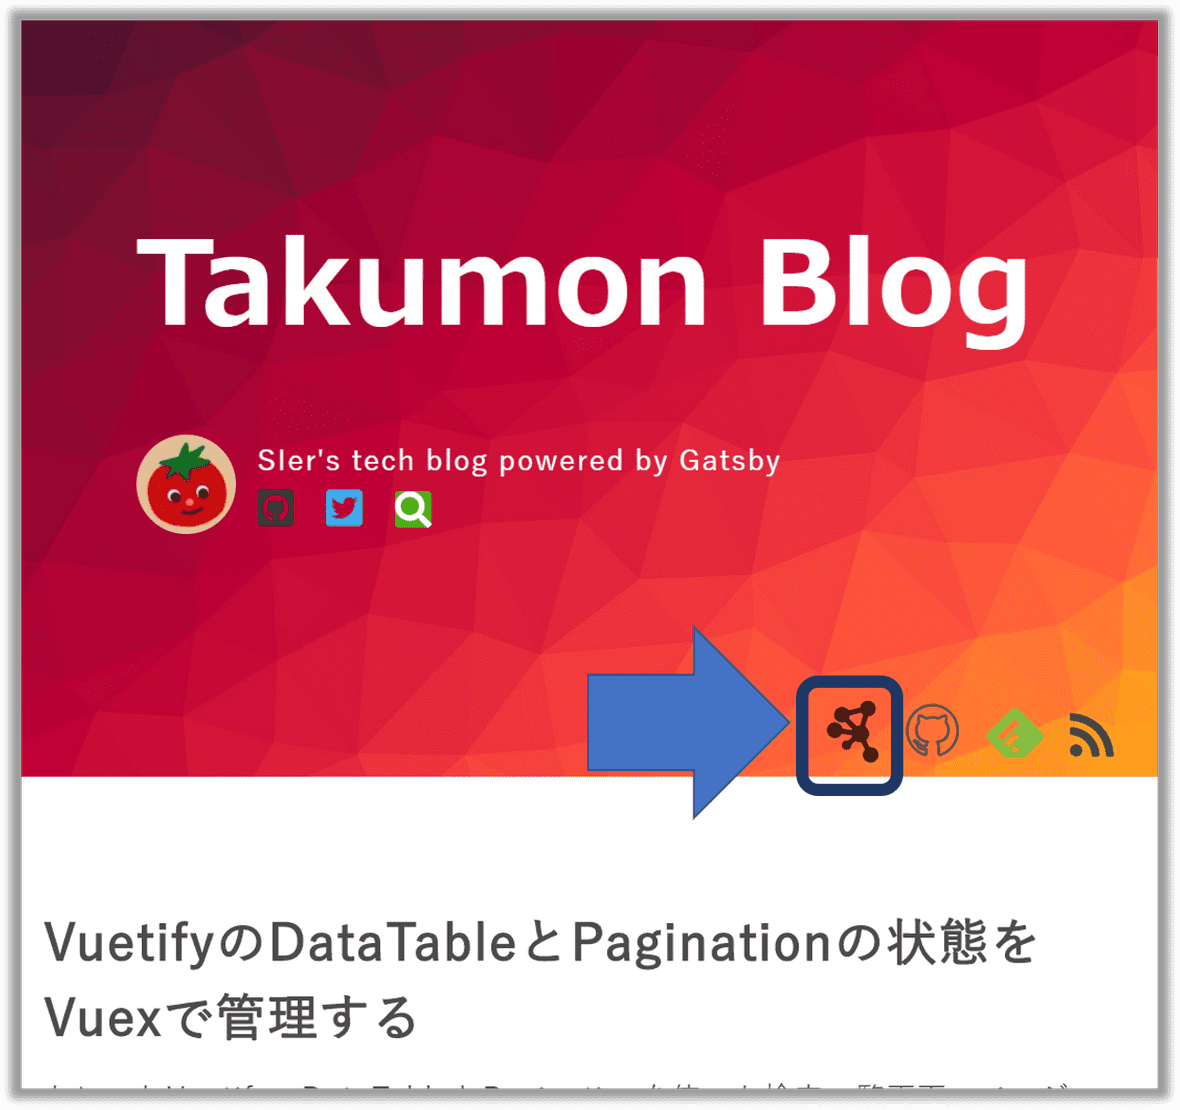 Takumon Blog
SIer's tech blog powered by Gatsby
VuetifyのDataTableとPaginationの状態を
Vuexで管理する